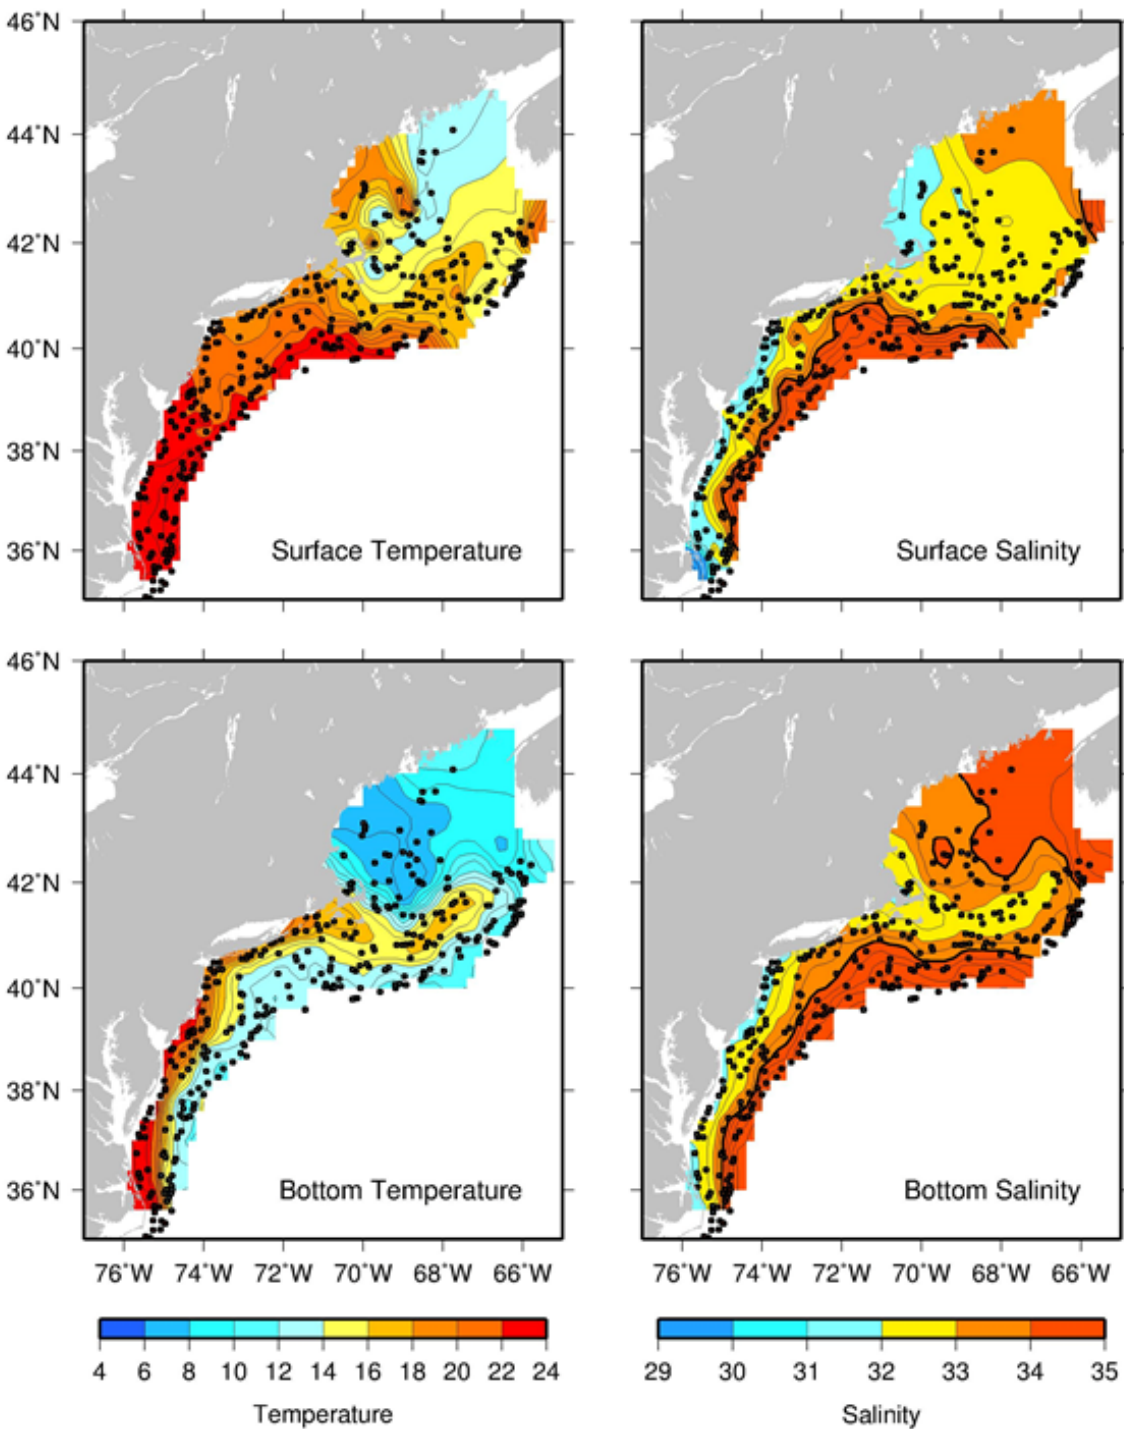 46°N
44°N
42°N
40°N
38°N
36°N
Surface Temperature
Surface Salinity
46°N
44°N
42°N
40°N
38°N
36°N
Bottom Temperature
Bottom Salinity
76°W 74°W 72°W 70°W 68°W 66°W
76°W 74°W 72°W 70°W 68°W 66°W
4 6 8 10 12 14 16 18 20 22 24
Temperature
29 30 31 32 33 34 35
Salinity